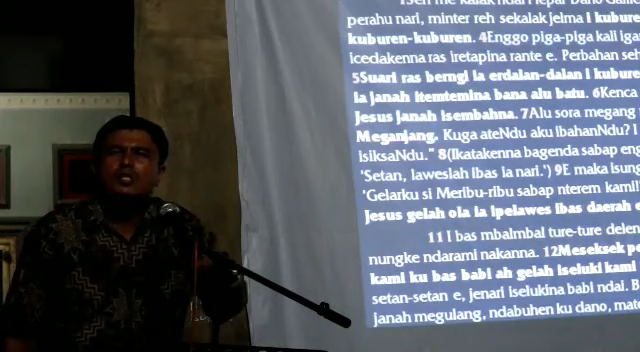 perahu nari, minter reh sekalak jelma i kubure
kuburen-kuburen. 4Enggo piga-piga kali igar
icedakenna ras iretapina rante e. Perbahan seh
5Suari ras berngi ia erdalan-dalan i kubure
ia janah itemtemina bana alu batu. 6Kenca
Jesus janah isembahna. 7Alu sora megang
Meganjang. Kuga ateNdu aku ibahanNdu? I
isiksaNdu." 8(Ikatakenna bagenda sabap eng
'Setan, laweslah ibas ia nari.') 9E maka isung
'Gelarku si Meribu-ribu sabap nterem kami!'
Jesus gelah ola ia ipelawes ibas daerah e
11 I bas mbalmbal ture-ture delen
nungke ndarami nakanna. 12Meseksek pe
kami ku bas babi ah gelah iseluki kami
setan-setan e, jenari iselukina babi ndai. B
janah megulang, ndabuhen ku dano, mate